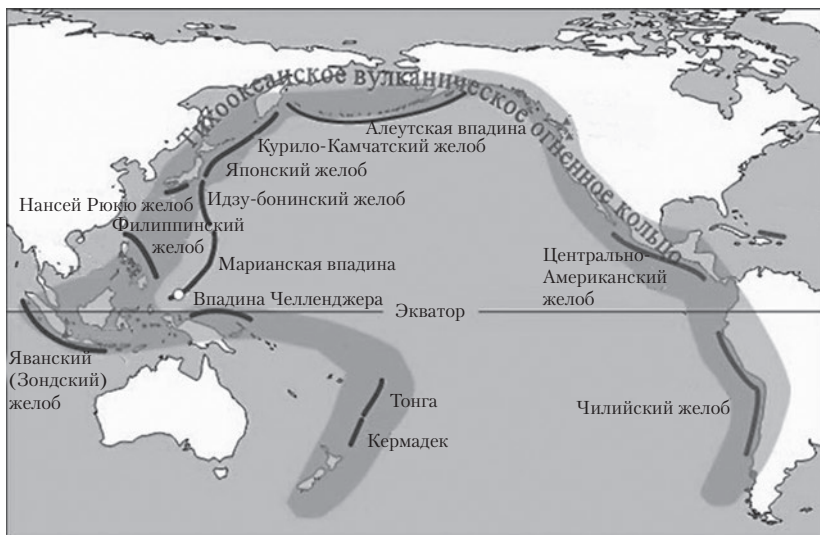 Тихоокеанское вулканическое огненное кольцо
Алеутская впадина
Курило-Камчатский желоб
Японский желоб
Нансей Рюкю желоб
Идзу-бонинский желоб
Филиппинский
желоб
Марианская впадина
Центрально-
Американский
желоб
Впадина Челленджера
Экватор
Яванский
(Зондский)
желоб
Тонга
Чилийский желоб
Кермадек